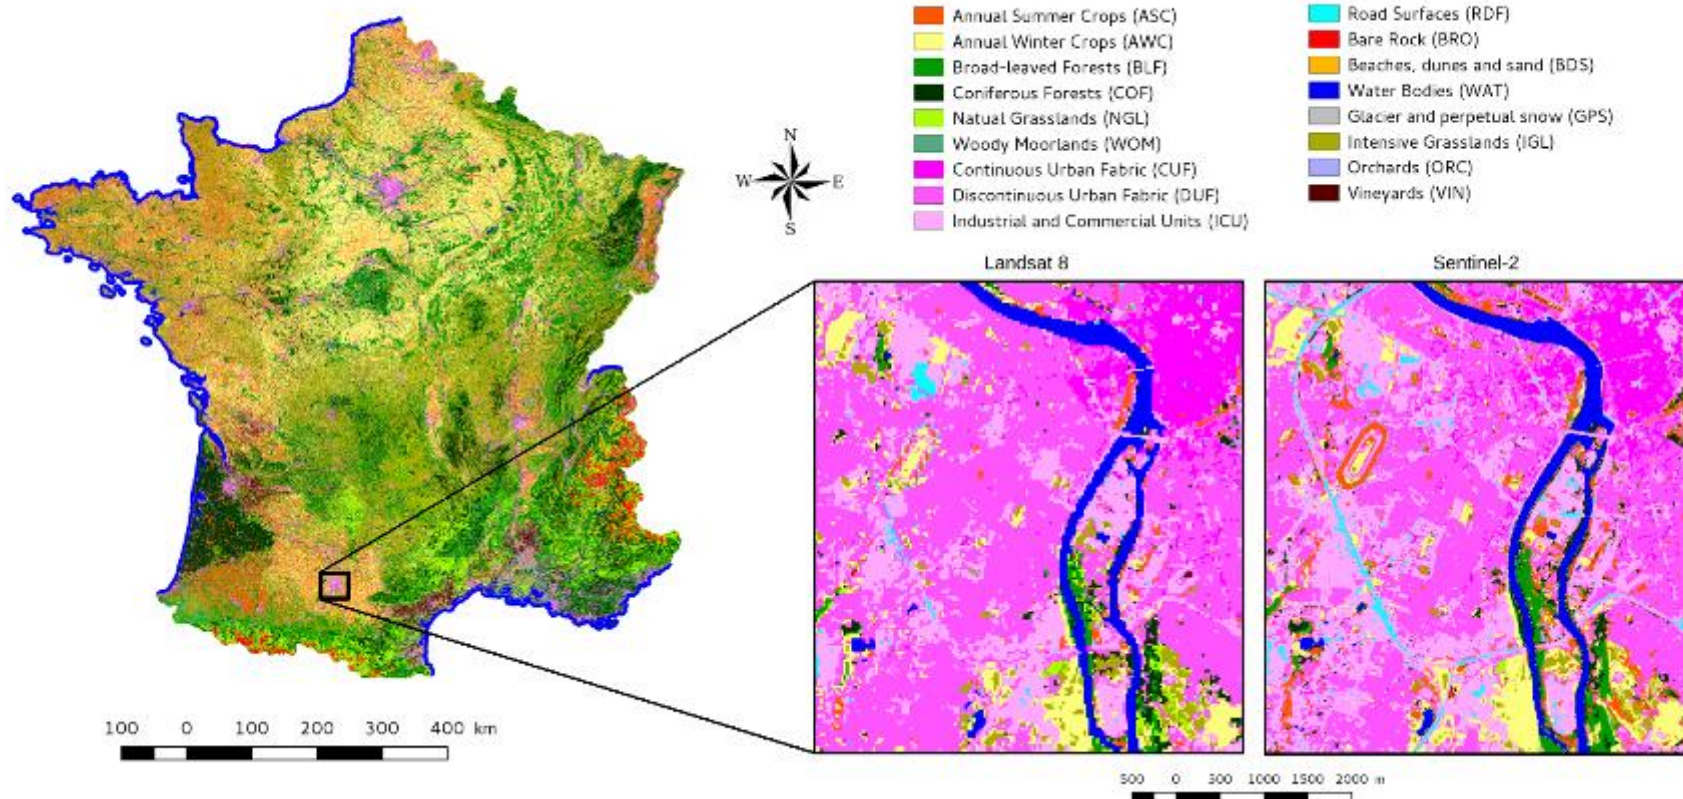 Annual Summer Crops (ASC)
Annual Winter Crops (AWC)
Broad-leaved Forests (BLF)
Coniferous Forests (COF)
Natual Grasslands (NGL)
Woody Moorlands (WOM)
Continuous Urban Fabric (CUF)
Discontinuous Urban Fabric (DUF)
Industrial and Commercial Units (ICU)
Road Surfaces (RDF)
Bare Rock (BRO)
Beaches, dunes and sand (BDS)
Water Bodies (WAT)
Glacier and perpetual snow (GPS)
Intensive Grasslands (IGL)
Orchards (ORC)
Vineyards (VIN)
N
W E
S
Landsat 8
Sentinel-2
100 0 100 200 300 400 km
500 0 500 1000 1500 2000 m